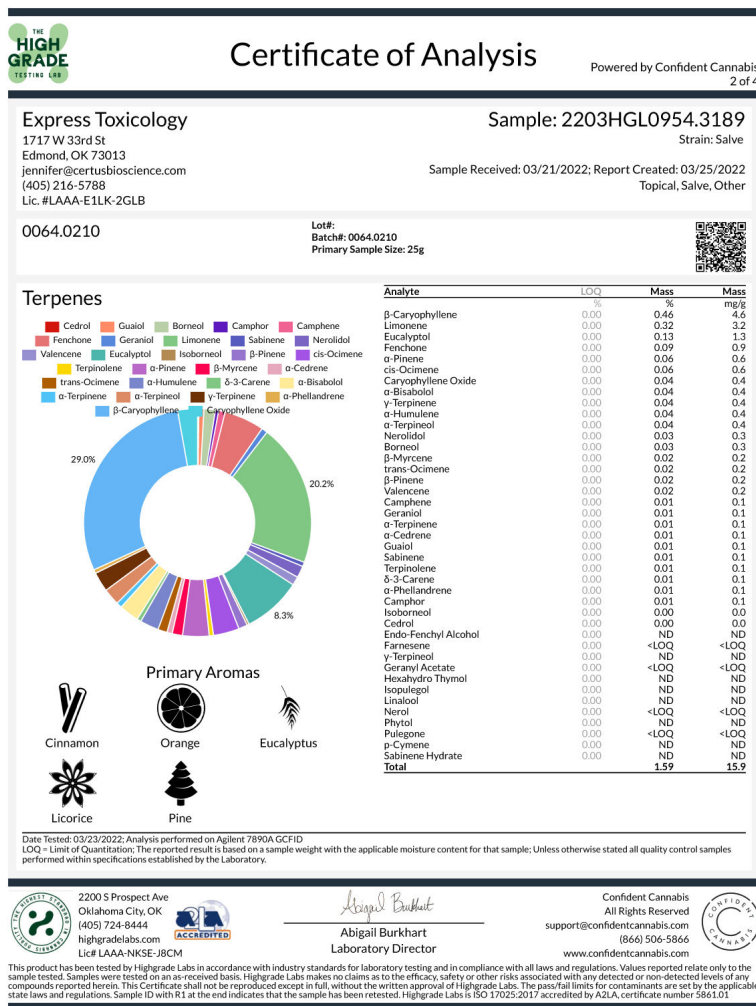 THE
HIGH
GRADE
TESTING LAB
Certificate of Analysis
Powered by Confident Cannabis
2 of 4
Express Toxicology
1717 W 33rd St
Edmond, OK 73013
jennifer@certusbioscience.com
(405) 216-5788
Lic. #LAAA-E1LK-2GLB
Sample: 2203HGL0954.3189
Strain: Salve
Sample Received: 03/21/2022; Report Created: 03/25/2022
Topical, Salve, Other
0064.0210
Lot#:
Batch#: 0064.0210
Primary Sample Size: 25g
Terpenes
Cedrol Guaiol Borneol Camphor Camphene
Fenchone Geraniol Limonene Sabinene Nerolidol
Valencene Eucalyptol Isoborneol β-Pinene cis-Ocimene
Terpinolene α-Pinene β-Myrcene α-Cedrene
trans-Ocimene α-Humulene δ-3-Carene α-Bisabolol
α-Terpinene α-Terpineol γ-Terpinene α-Phellandrene
β-Caryophyllene Caryophyllene Oxide
29.0%
20.2%
8.3%
Primary Aromas
Cinnamon Orange Eucalyptus
Licorice Pine
Analyte LOQ Mass Mass
% % mg/g
β-Caryophyllene 0.00 0.46 4.6
Limonene 0.00 0.32 3.2
Eucalyptol 0.00 0.13 1.3
Fenchone 0.00 0.09 0.9
α-Pinene 0.00 0.06 0.6
cis-Ocimene 0.00 0.06 0.6
Caryophyllene Oxide 0.00 0.04 0.4
α-Bisabolol 0.00 0.04 0.4
γ-Terpinene 0.00 0.04 0.4
α-Humulene 0.00 0.04 0.4
α-Terpineol 0.00 0.04 0.4
Nerolidol 0.00 0.03 0.3
Borneol 0.00 0.03 0.3
β-Myrcene 0.00 0.02 0.2
trans-Ocimene 0.00 0.02 0.2
β-Pinene 0.00 0.02 0.2
Valencene 0.00 0.02 0.2
Camphene 0.00 0.01 0.1
Geraniol 0.00 0.01 0.1
α-Terpinene 0.00 0.01 0.1
α-Cedrene 0.00 0.01 0.1
Guaiol 0.00 0.01 0.1
Sabinene 0.00 0.01 0.1
Terpinolene 0.00 0.01 0.1
δ-3-Carene 0.00 0.01 0.1
α-Phellandrene 0.00 0.01 0.1
Camphor 0.00 0.01 0.1
Isoborneol 0.00 0.00 0.0
Cedrol 0.00 0.00 0.0
Endo-Fenchyl Alcohol 0.00 ND ND
Farnesene 0.00 <LOQ <LOQ
γ-Terpineol 0.00 ND ND
Geranyl Acetate 0.00 <LOQ <LOQ
Hexahydro Thymol 0.00 ND ND
Isopulegol 0.00 ND ND
Linalool 0.00 ND ND
Nerol 0.00 <LOQ <LOQ
Phytol 0.00 ND ND
Pulegone 0.00 <LOQ <LOQ
p-Cymene 0.00 ND ND
Sabinene Hydrate 0.00 ND ND
Total 1.59 15.9
Date Tested: 03/23/2022; Analysis performed on Agilent 7890A GCFID
LOQ = Limit of Quantitation; The reported result is based on a sample weight with the applicable moisture content for that sample; Unless otherwise stated all quality control samples
performed within specifications established by the Laboratory.
THE HIGHEST STANDARD IN QUALITY RESULTS
2200 S Prospect Ave
Oklahoma City, OK
(405) 724-8444
highgradelabs.com
Lic# LAAA-NKSE-J8CM
A2LA
ACCREDITED
Abigail Burkhart
Abigail Burkhart
Laboratory Director
Confident Cannabis
All Rights Reserved
support@confidentcannabis.com
(866) 506-5866
www.confidentcannabis.com
CONFIDENT
CANNABIS
This product has been tested by Highgrade Labs in accordance with industry standards for laboratory testing and in compliance with all laws and regulations. Values reported relate only to the
sample tested. Samples were tested on an as-received basis. Highgrade Labs makes no claims as to the efficacy, safety or other risks associated with any detected or non-detected levels of any
compounds reported herein. This Certificate shall not be reproduced except in full, without the written approval of Highgrade Labs. The pass/fail limits for contaminants are set by the applicable
state laws and regulations. Sample ID with R1 at the end indicates that the sample has been retested. Highgrade Labs is ISO 17025:2017 accredited by A2LA, certificate number 5861.01